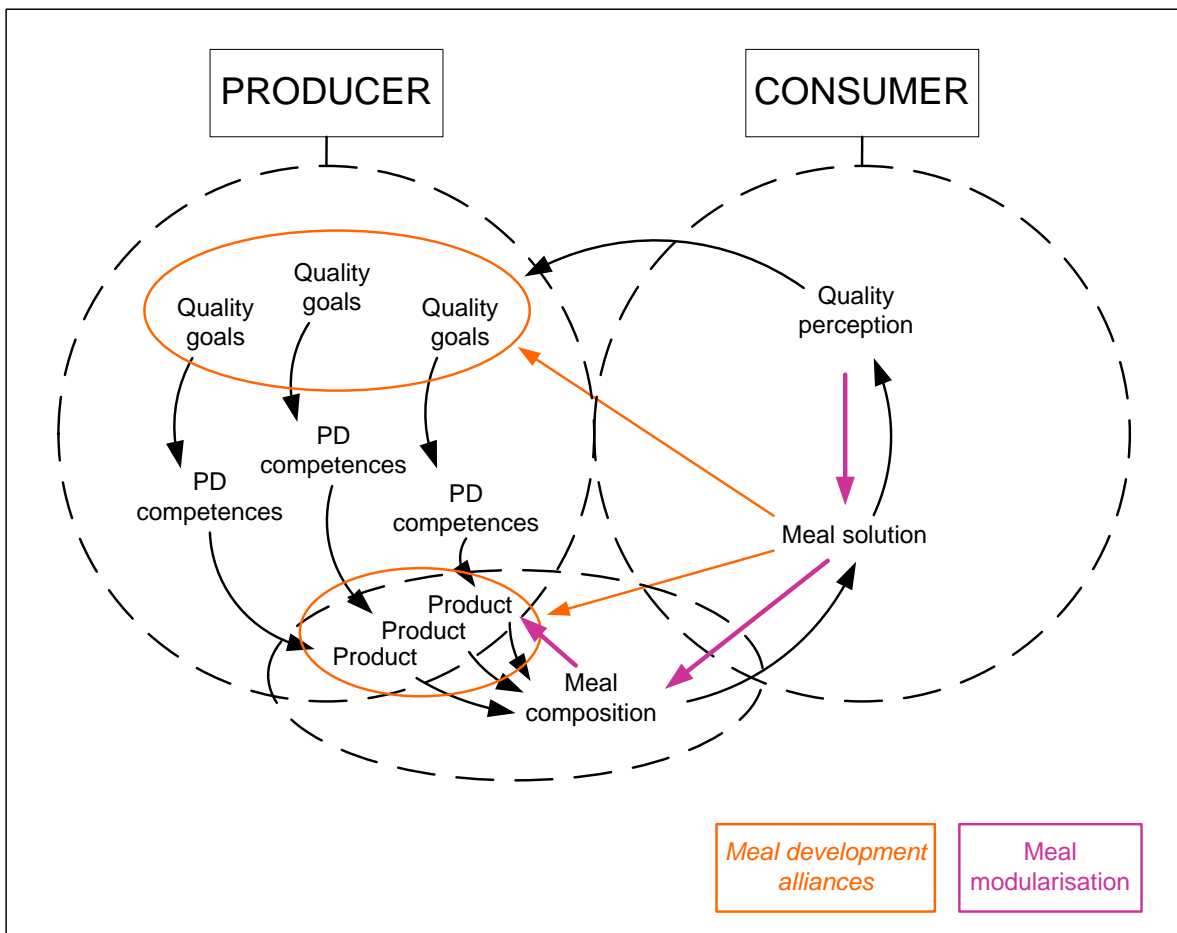 PRODUCER
CONSUMER
Quality
goals
Quality
goals
Quality
goals
Quality
perception
PD
competences
PD
competences
PD
competences
Meal solution
Product
Product
Product
Meal
composition
Meal development
alliances
Meal
modularisation